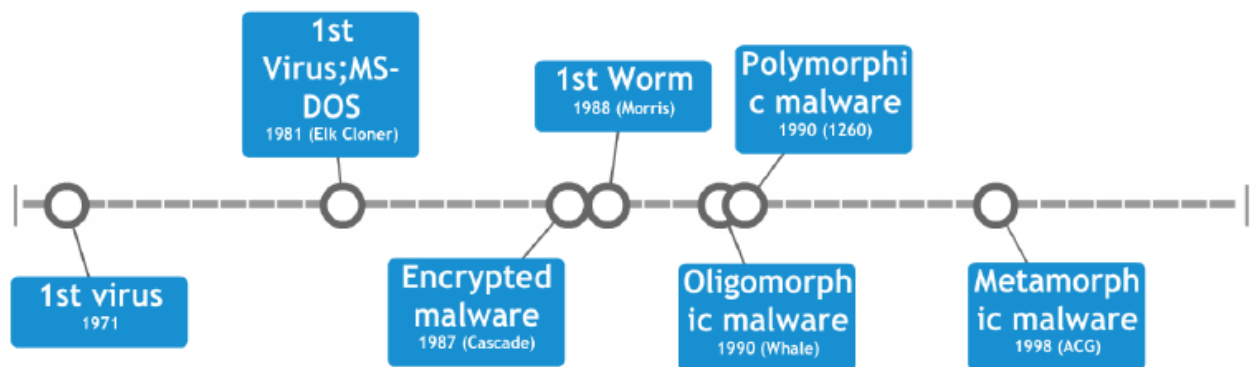 1st
Virus;MS-
DOS
1981 (Elk Cloner)
1st Worm
1988 (Morris)
Polymorphi
c malware
1990 (1260)
1st virus
1971
Encrypted
malware
1987 (Cascade)
Oligomorph
ic malware
1990 (Whale)
Metamorph
ic malware
1998 (ACG)